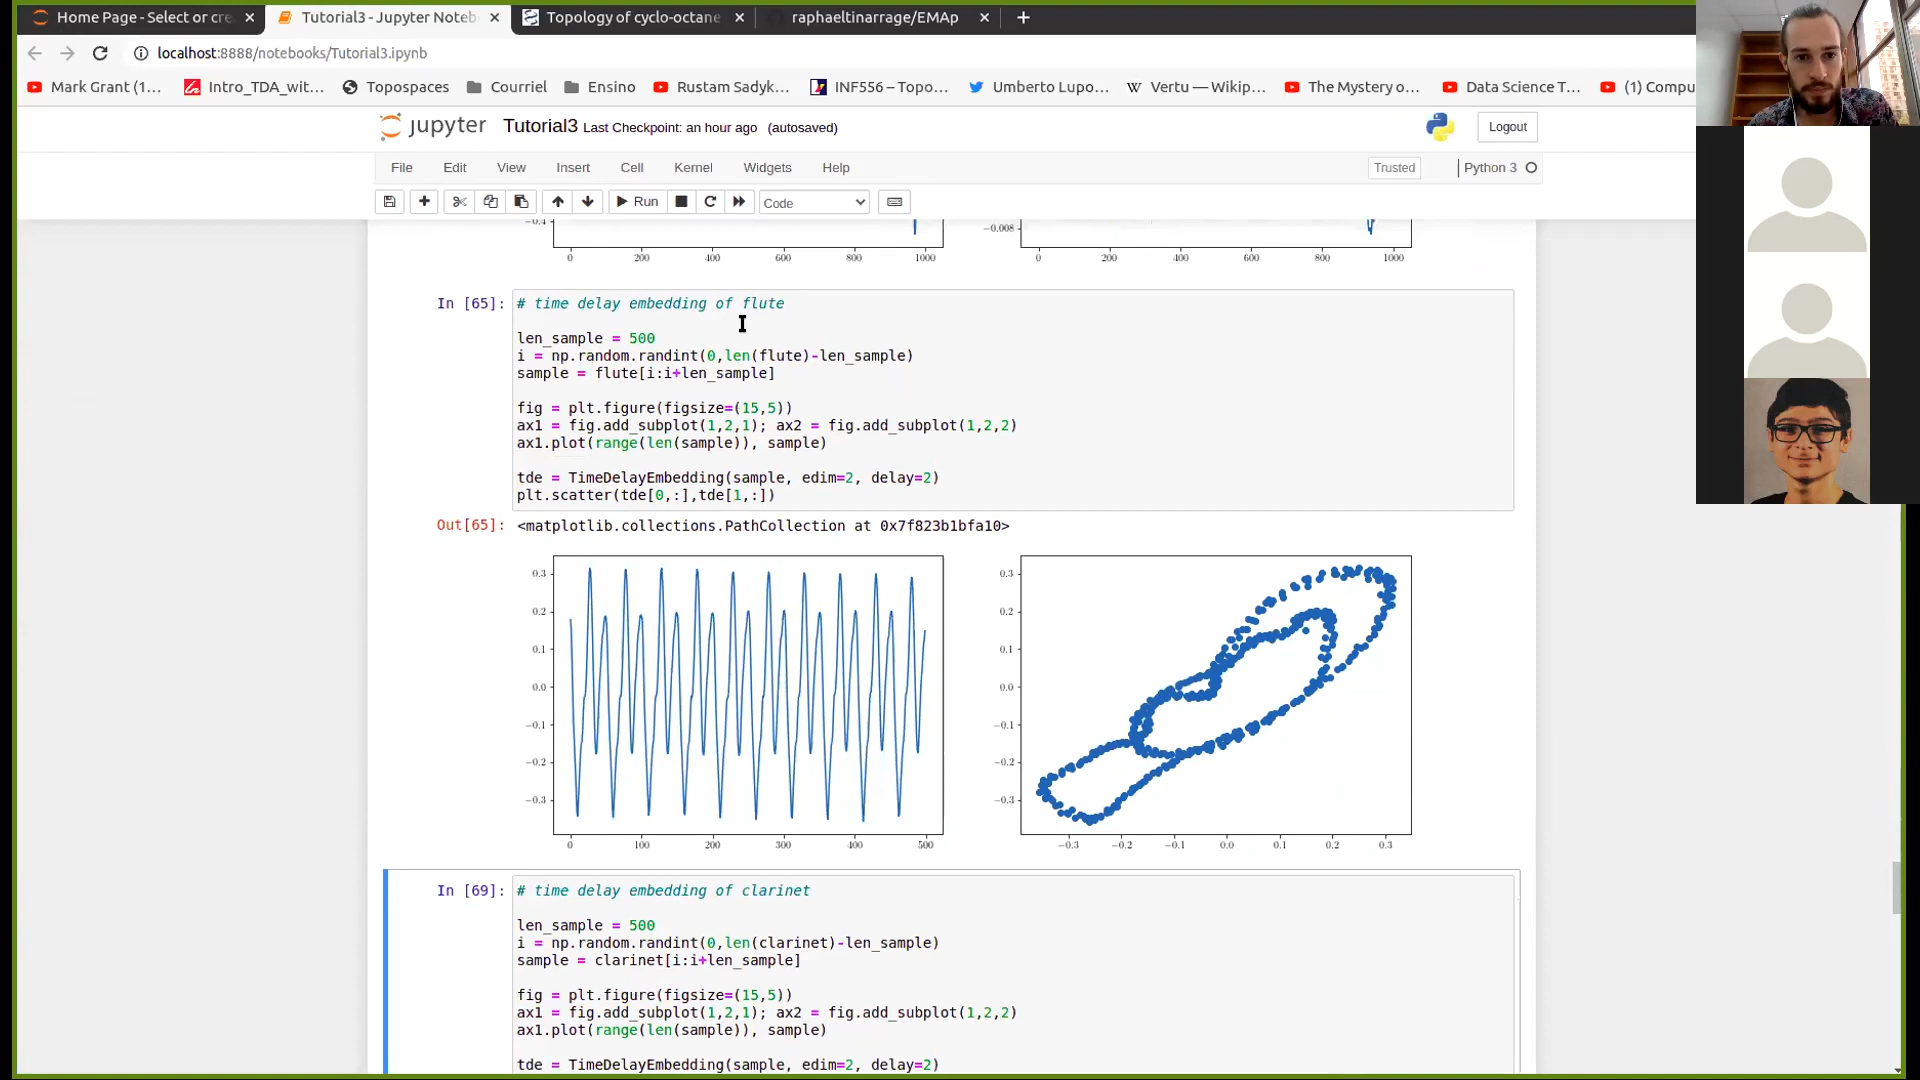 Home Page - Select or cre
Tutorial3 - Jupyter Noteb
Topology of cyclo-octane
raphaeltinarrage/EMAp
localhost:8888/notebooks/Tutorial3.ipynb
Mark Grant (1...
Intro_TDA_wit...
Topospaces
Courriel
Ensino
Rustam Sadyk...
INF556 – Topo...
Umberto Lupo...
Vertu — Wikip...
The Mystery o...
Data Science T...
(1) Compu
jupyter Tutorial3 Last Checkpoint: an hour ago (autosaved)
Logout
File Edit View Insert Cell Kernel Widgets Help
Trusted
Python 3
Run
Code
−0.4
−0.008
0 200 400 600 800 1000
0 200 400 600 800 1000
In [65]:
# time delay embedding of flute
len_sample = 500
i = np.random.randint(0,len(flute)-len_sample)
sample = flute[i:i+len_sample]
fig = plt.figure(figsize=(15,5))
ax1 = fig.add_subplot(1,2,1); ax2 = fig.add_subplot(1,2,2)
ax1.plot(range(len(sample)), sample)
tde = TimeDelayEmbedding(sample, edim=2, delay=2)
plt.scatter(tde[0,:],tde[1,:])
Out[65]:
<matplotlib.collections.PathCollection at 0x7f823b1bfa10>
0.3
0.2
0.1
0.0
−0.1
−0.2
−0.3
0 100 200 300 400 500
0.3
0.2
0.1
0.0
−0.1
−0.2
−0.3
−0.3 −0.2 −0.1 0.0 0.1 0.2 0.3
In [69]:
# time delay embedding of clarinet
len_sample = 500
i = np.random.randint(0,len(clarinet)-len_sample)
sample = clarinet[i:i+len_sample]
fig = plt.figure(figsize=(15,5))
ax1 = fig.add_subplot(1,2,1); ax2 = fig.add_subplot(1,2,2)
ax1.plot(range(len(sample)), sample)
tde = TimeDelayEmbedding(sample, edim=2, delay=2)